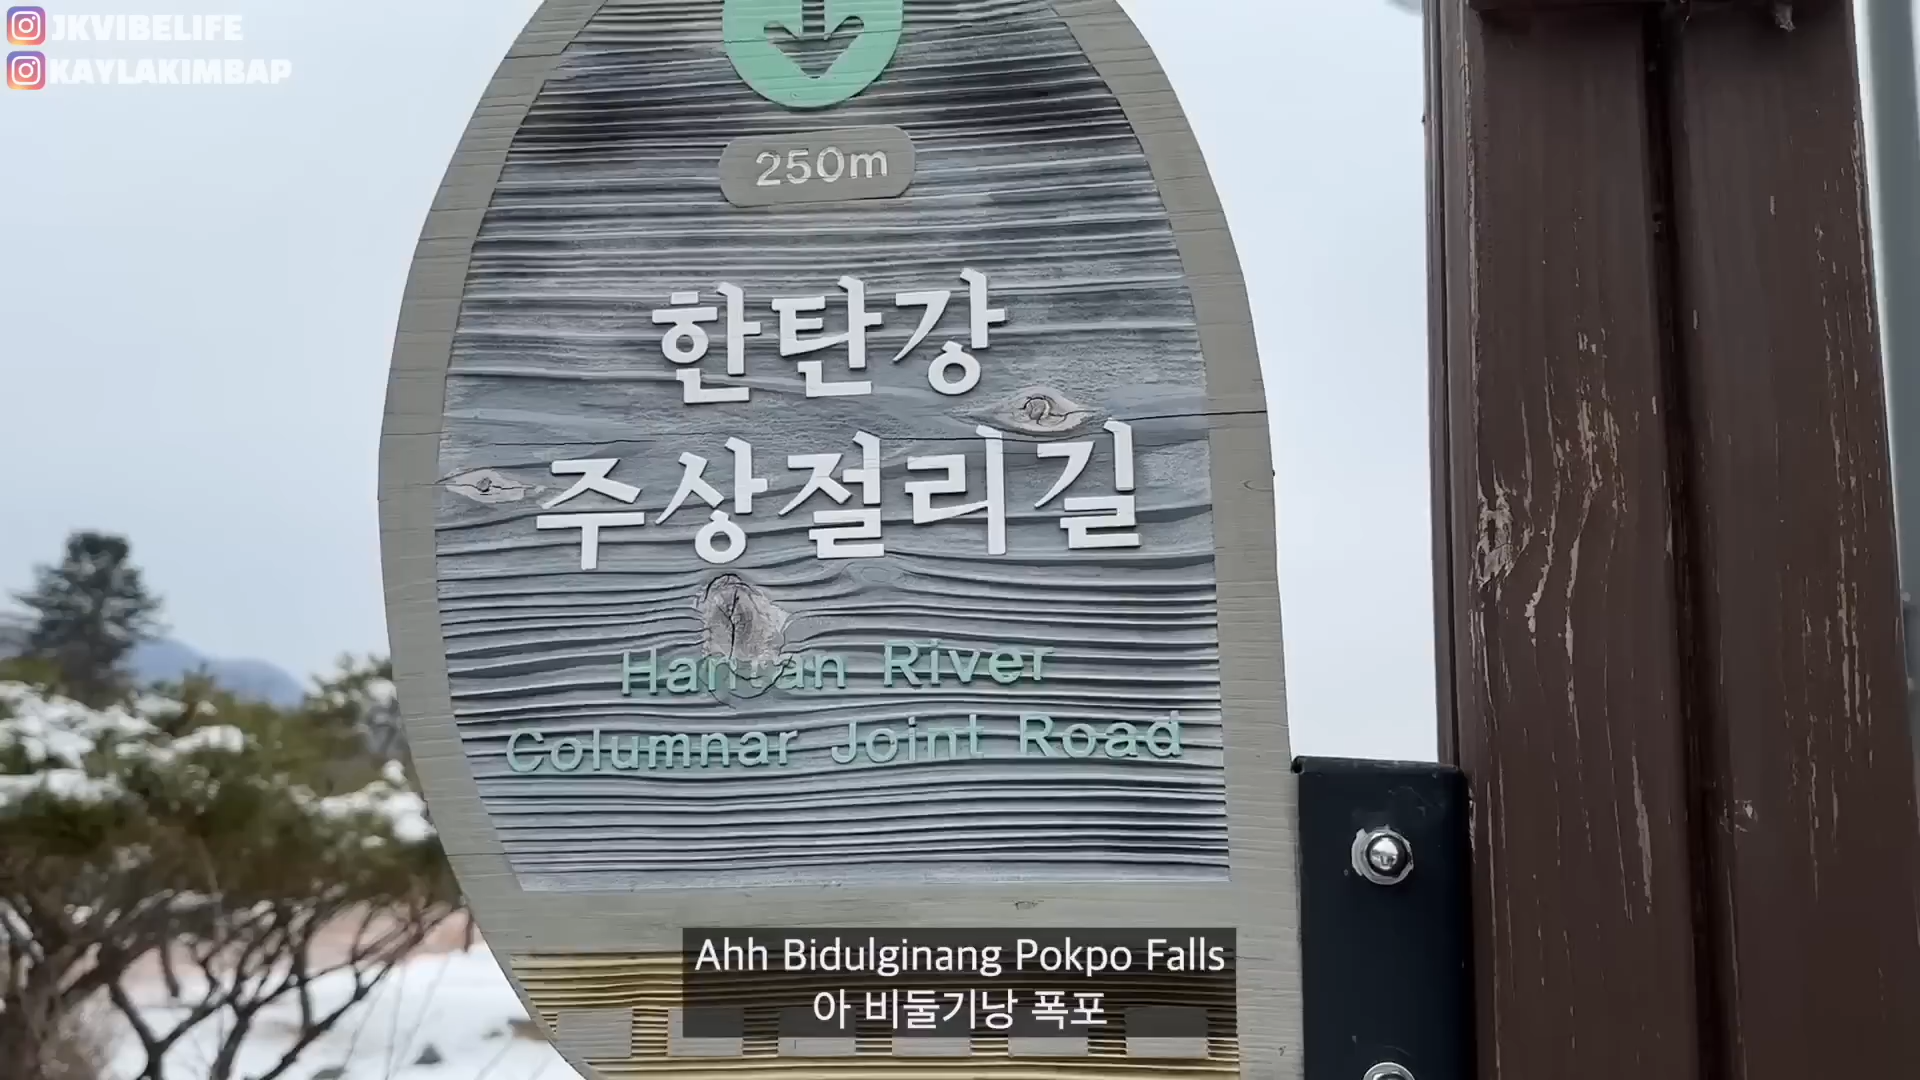 JKVIBELIFE
KAYLAKIMBAP
250m
한탄강
주상절리길
Hantan River
Columnar Joint Road
Ahh Bidulginang Pokpo Falls
아 비둘기낭 폭포